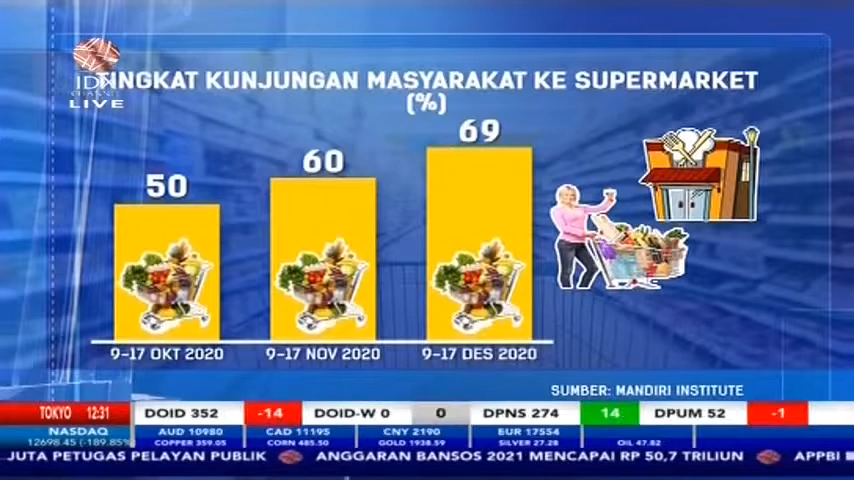 TINGKAT KUNJUNGAN MASYARAKAT KE SUPERMARKET
(%)
IDX
CHANNEL
LIVE
50
60
69
9-17 OKT 2020
9-17 NOV 2020
9-17 DES 2020
SUMBER: MANDIRI INSTITUTE
TOKYO 12:31 DOID 352 -14 DOID-W 0 0 DPNS 274 14 DPUM 52 -1
NASDAQ AUD 10980 CAD 11195 CNY 2190 EUR 17554
12698.45 (-189.85%) COPPER 359.05 CORN 485.50 GOLD 1938.59 SILVER 27.28 OIL 47.82
JUTA PETUGAS PELAYAN PUBLIK ANGGARAN BANSOS 2021 MENCAPAI RP 50,7 TRILIUN APPBI